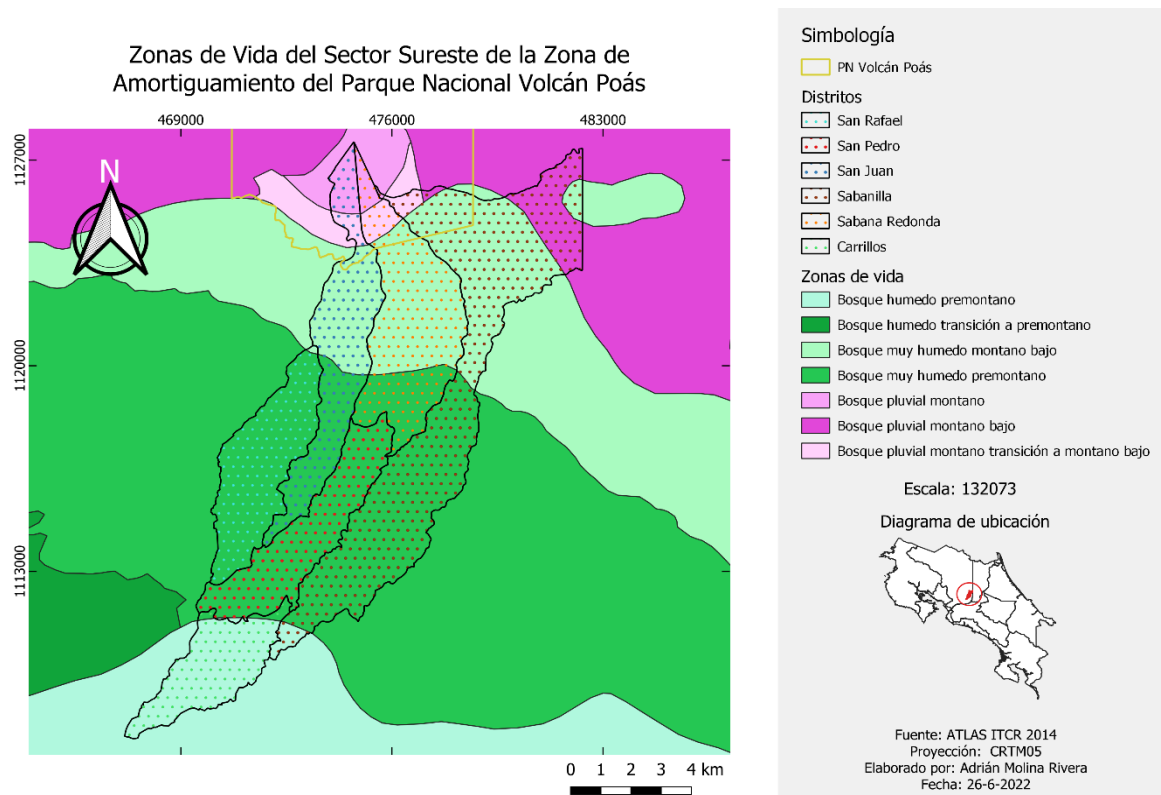 Zonas de Vida del Sector Sureste de la Zona de
Amortiguamiento del Parque Nacional Volcán Poás
469000
476000
483000
1127000
1120000
1113000
N
0 1 2 3 4 km
Simbología
PN Volcán Poás
Distritos
San Rafael
San Pedro
San Juan
Sabanilla
Sabana Redonda
Carrillos
Zonas de vida
Bosque humedo premontano
Bosque humedo transición a premontano
Bosque muy humedo montano bajo
Bosque muy humedo premontano
Bosque pluvial montano
Bosque pluvial montano bajo
Bosque pluvial montano transición a montano bajo
Escala: 132073
Diagrama de ubicación
Fuente: ATLAS ITCR 2014
Proyección: CRTM05
Elaborado por: Adrián Molina Rivera
Fecha: 26-6-2022